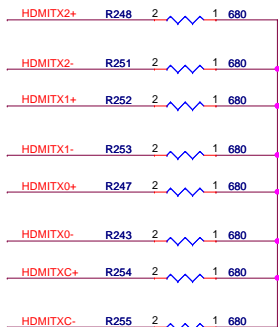 HDMITX2+ R248 2 1 680
HDMITX2- R251 2 1 680
HDMITX1+ R252 2 1 680
HDMITX1- R253 2 1 680
HDMITX0+ R247 2 1 680
HDMITX0- R243 2 1 680
HDMITXC+ R254 2 1 680
HDMITXC- R255 2 1 680